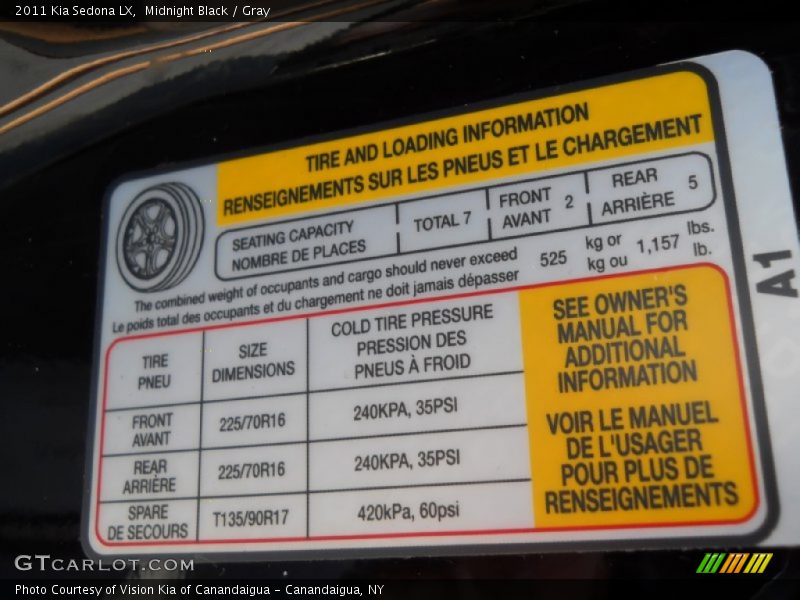 2011 Kia Sedona LX, Midnight Black / Gray
TIRE AND LOADING INFORMATION
RENSEIGNEMENTS SUR LES PNEUS ET LE CHARGEMENT
SEATING CAPACITY
NOMBRE DE PLACES
TOTAL 7
FRONT
AVANT
2
REAR
ARRIÈRE
5
The combined weight of occupants and cargo should never exceed
Le poids total des occupants et du chargement ne doit jamais dépasser
525
kg or
kg ou
1,157
lbs.
lb.
TIRE
PNEU
SIZE
DIMENSIONS
COLD TIRE PRESSURE
PRESSION DES
PNEUS À FROID
FRONT
AVANT
225/70R16
240KPA, 35PSI
REAR
ARRIÈRE
225/70R16
240KPA, 35PSI
SPARE
DE SECOURS
T135/90R17
420kPa, 60psi
SEE OWNER'S
MANUAL FOR
ADDITIONAL
INFORMATION
VOIR LE MANUEL
DE L'USAGER
POUR PLUS DE
RENSEIGNEMENTS
A1
GTCARLOT.COM
Photo Courtesy of Vision Kia of Canandaigua - Canandaigua, NY